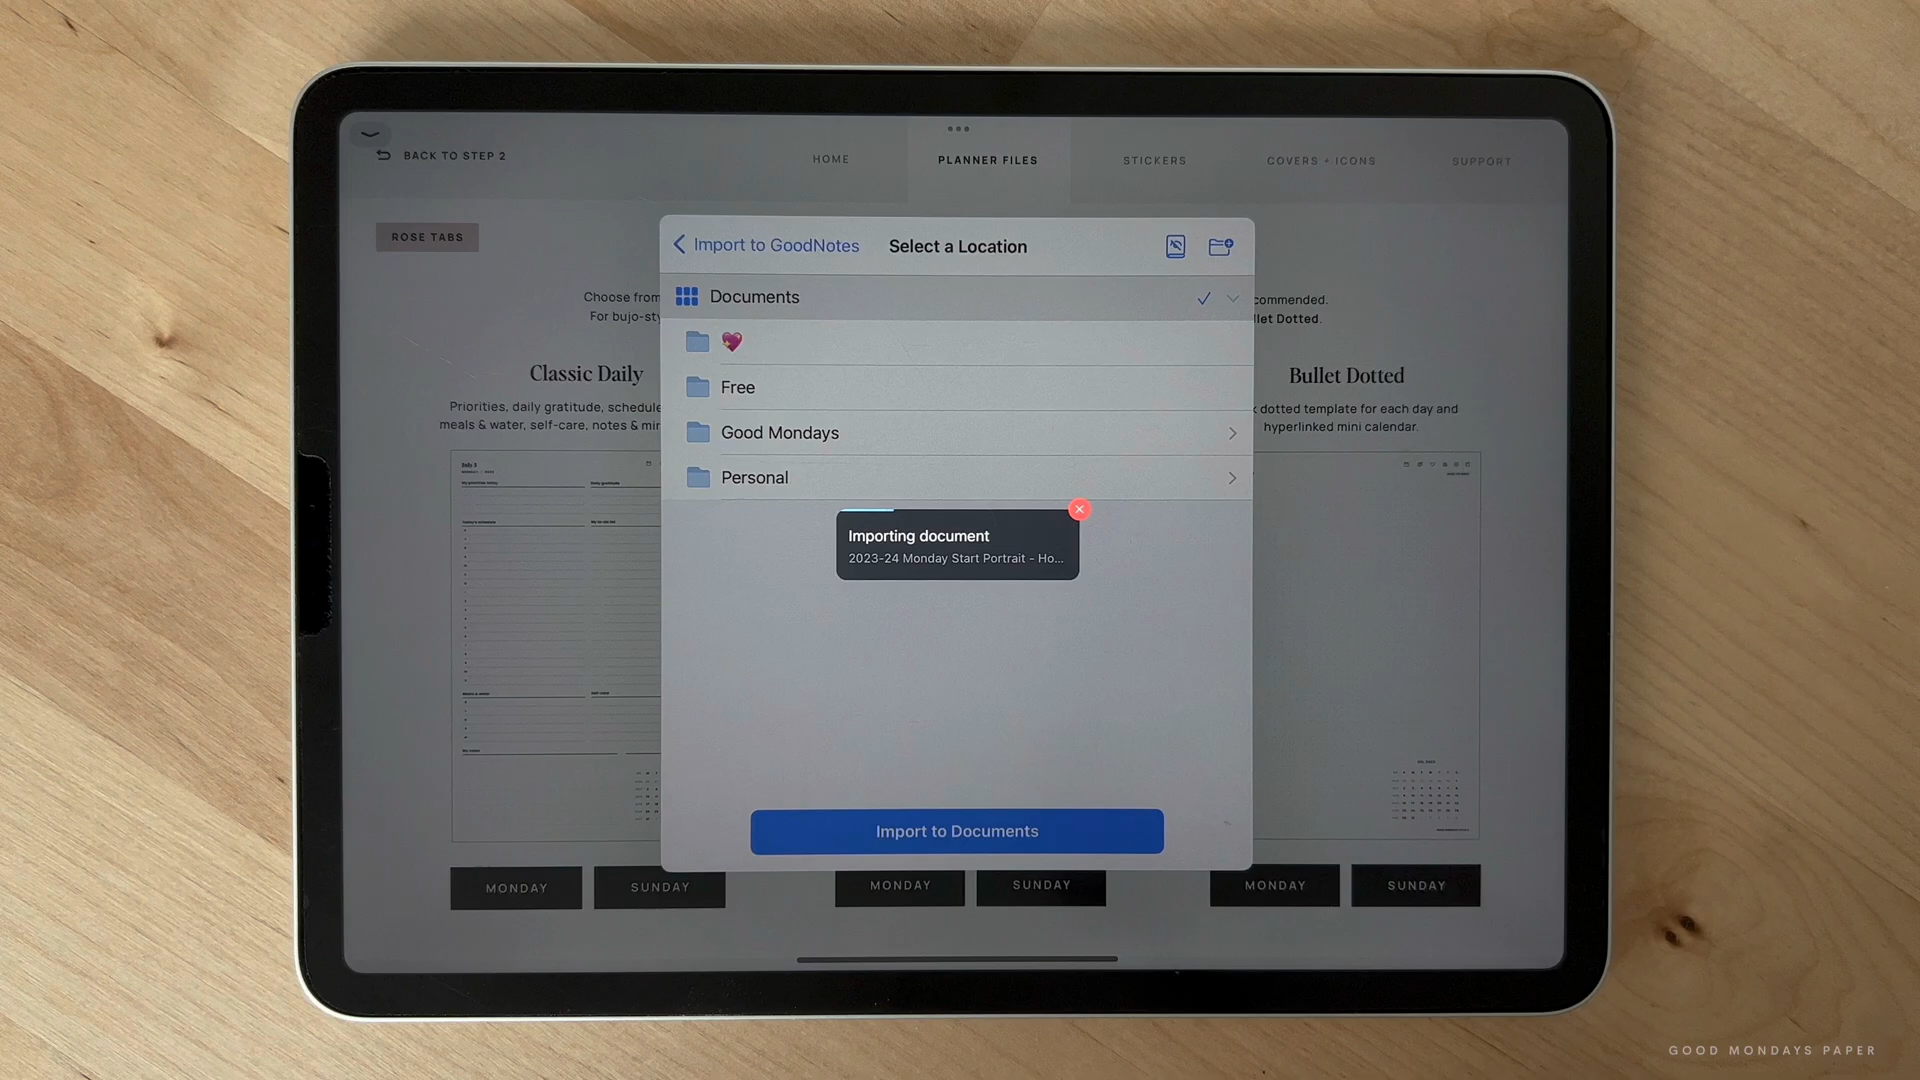 BACK TO STEP 2
HOME
PLANNER FILES
STICKERS
COVERS + ICONS
SUPPORT
ROSE TABS
Import to GoodNotes
Select a Location
Documents
💖
Free
Good Mondays
Personal
Importing document
2023-24 Monday Start Portrait - Ho...
Import to Documents
Choose from
For bujo-sty
commended.
let Dotted.
Classic Daily
Priorities, daily gratitude, schedule
meals & water, self-care, notes & mi
Bullet Dotted
dotted template for each day and
hyperlinked mini calendar.
MONDAY
SUNDAY
MONDAY
SUNDAY
MONDAY
SUNDAY
GOOD MONDAYS PAPER